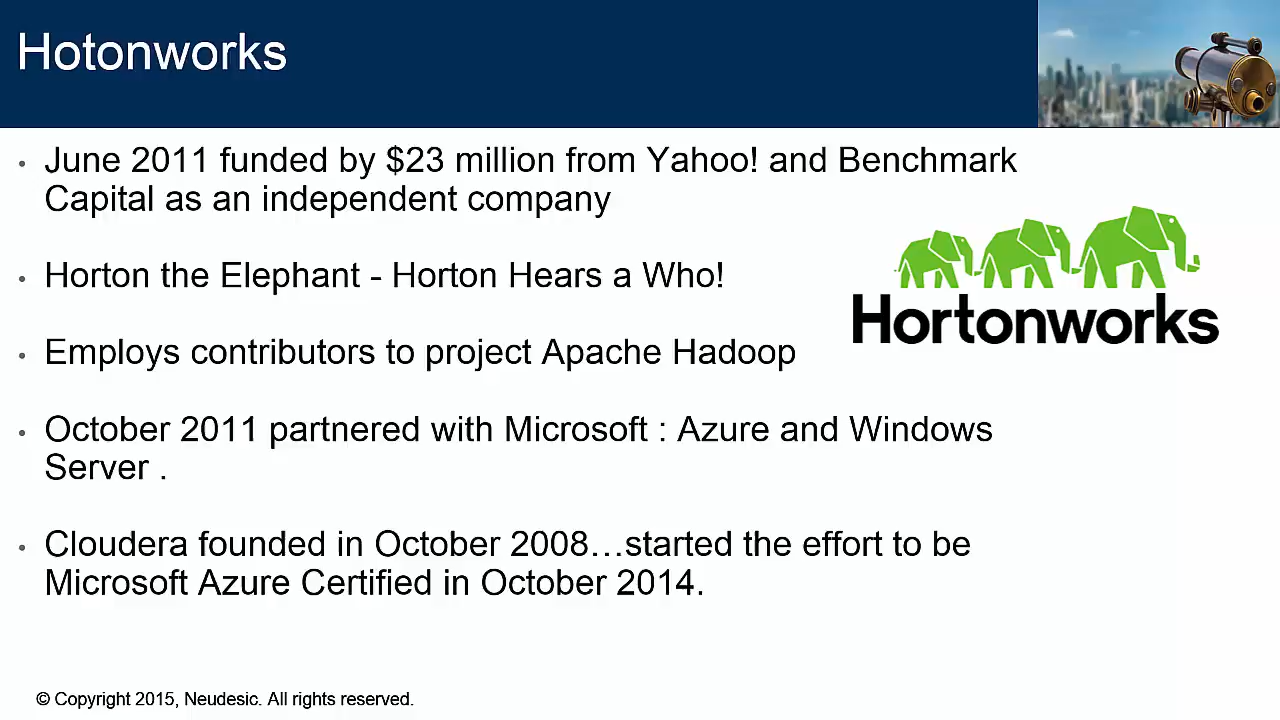 Hotonworks
• June 2011 funded by $23 million from Yahoo! and Benchmark
Capital as an independent company
• Horton the Elephant - Horton Hears a Who!
Hortonworks
• Employs contributors to project Apache Hadoop
• October 2011 partnered with Microsoft : Azure and Windows
Server .
• Cloudera founded in October 2008…started the effort to be
Microsoft Azure Certified in October 2014.
© Copyright 2015, Neudesic. All rights reserved.